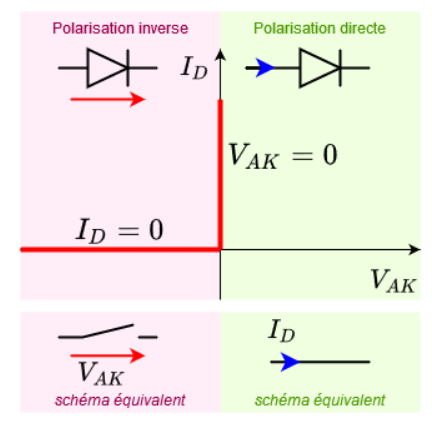 Polarisation inverse
Polarisation directe
I_D
V_AK = 0
I_D = 0
V_AK
I_D
V_AK
schéma équivalent
schéma équivalent